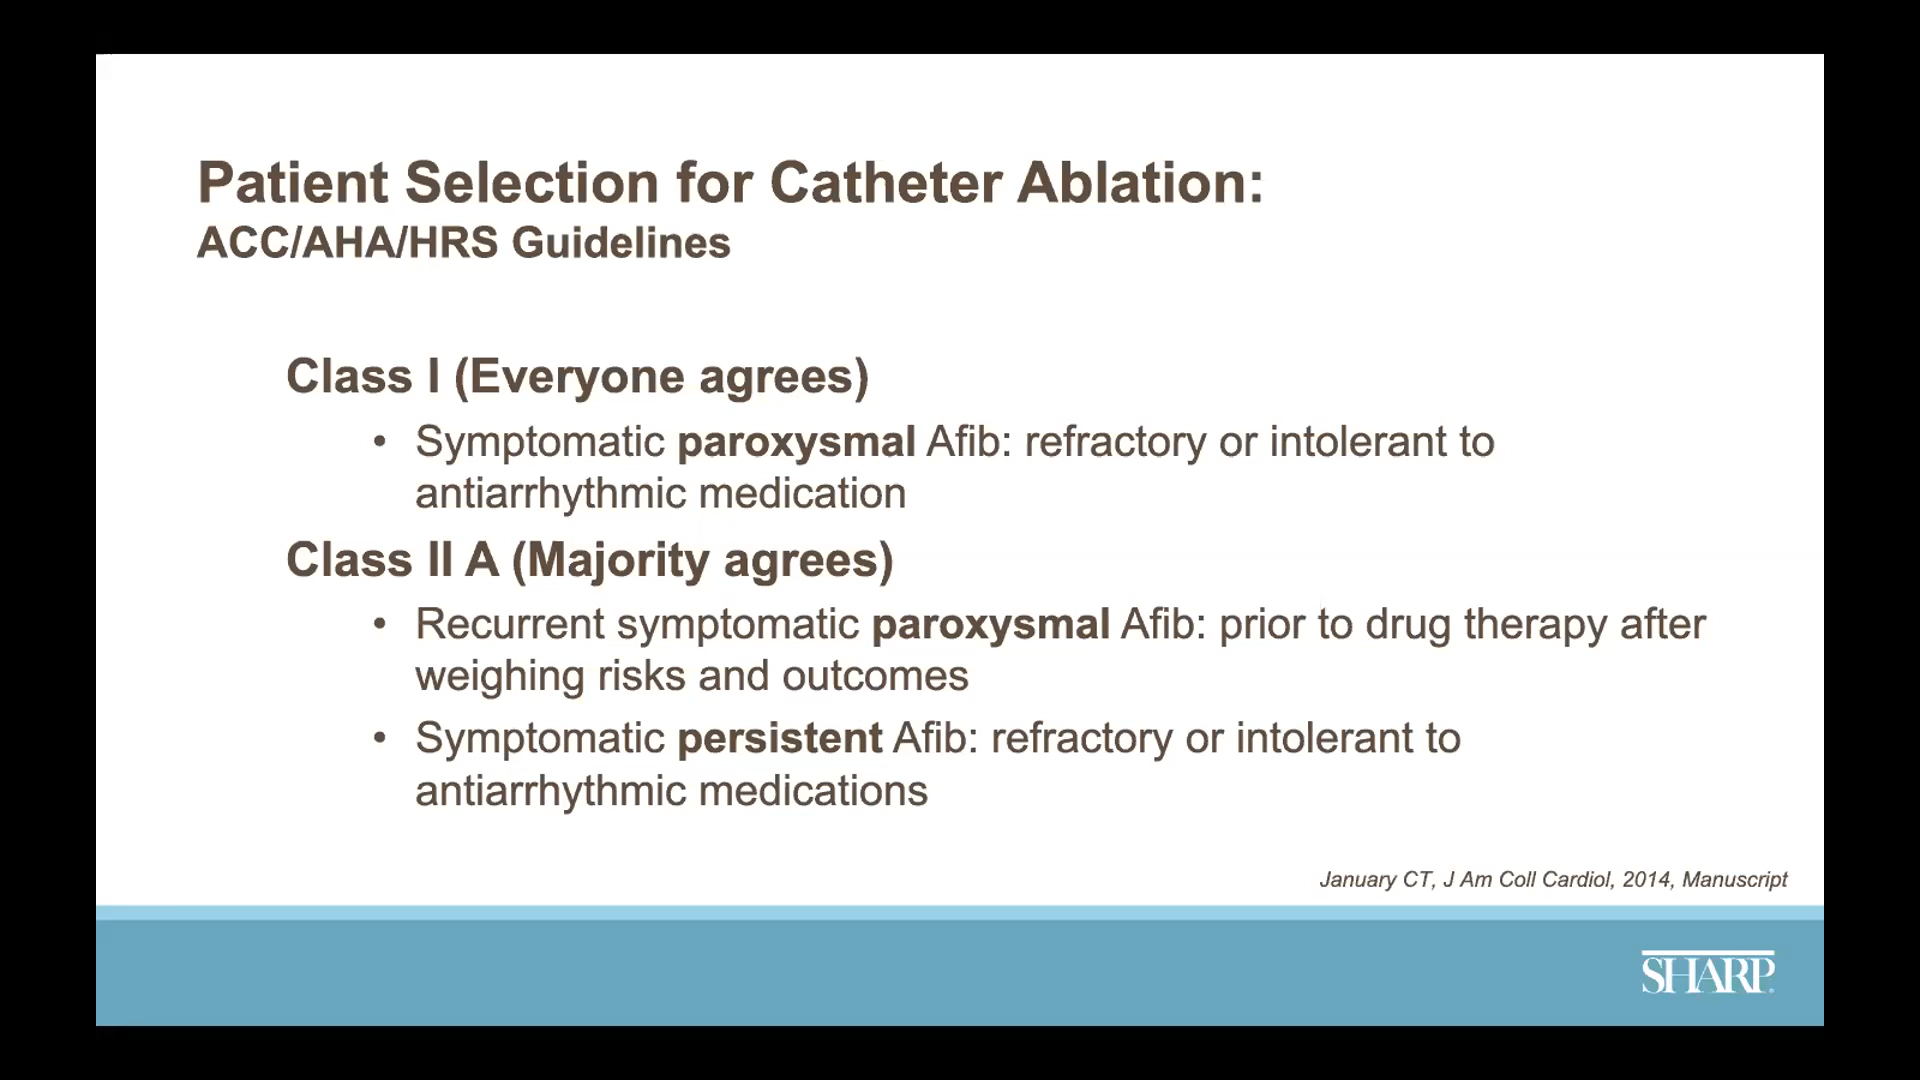 Patient Selection for Catheter Ablation:
ACC/AHA/HRS Guidelines
Class I (Everyone agrees)
• Symptomatic paroxysmal Afib: refractory or intolerant to
antiarrhythmic medication
Class II A (Majority agrees)
• Recurrent symptomatic paroxysmal Afib: prior to drug therapy after
weighing risks and outcomes
• Symptomatic persistent Afib: refractory or intolerant to
antiarrhythmic medications
January CT, J Am Coll Cardiol, 2014, Manuscript
SHARP®